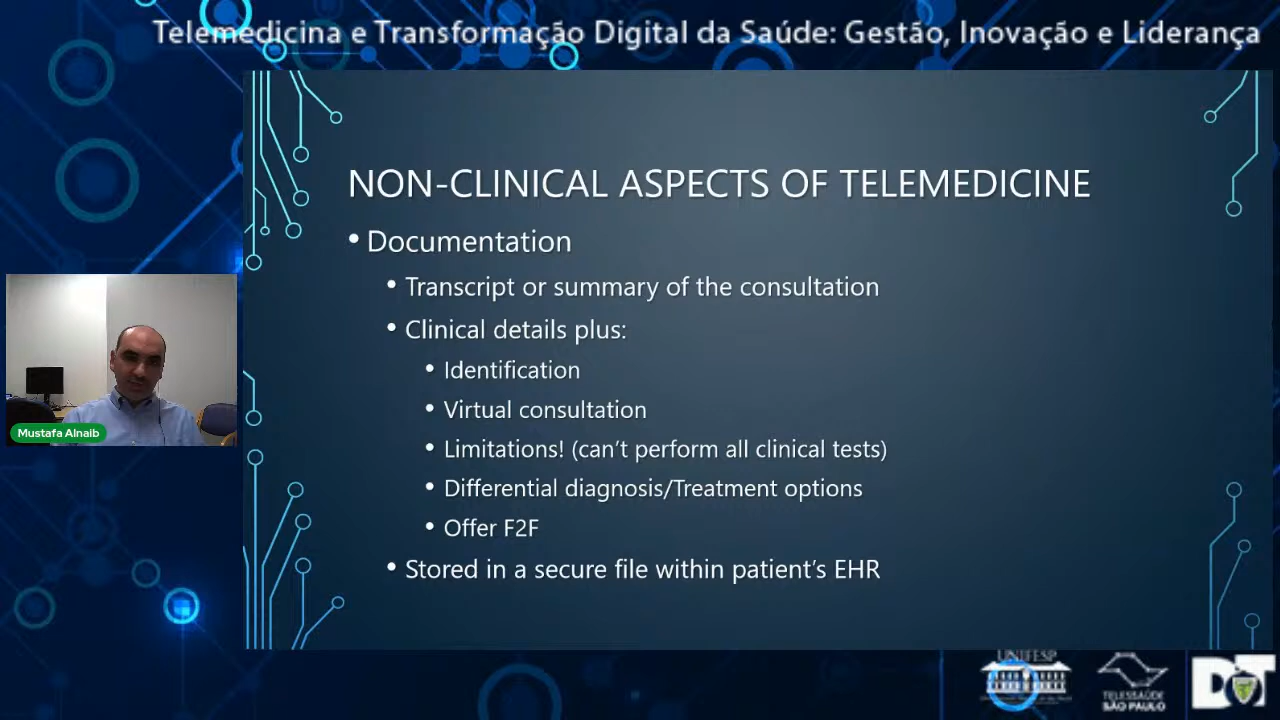 Telemedicina e Transformação Digital da Saúde: Gestão, Inovação e Liderança
NON-CLINICAL ASPECTS OF TELEMEDICINE
• Documentation
• Transcript or summary of the consultation
• Clinical details plus:
• Identification
• Virtual consultation
• Limitations! (can't perform all clinical tests)
• Differential diagnosis/Treatment options
• Offer F2F
• Stored in a secure file within patient's EHR
Mustafa Alnaib
UNIFESP
TELESSAÚDE
SÃO PAULO